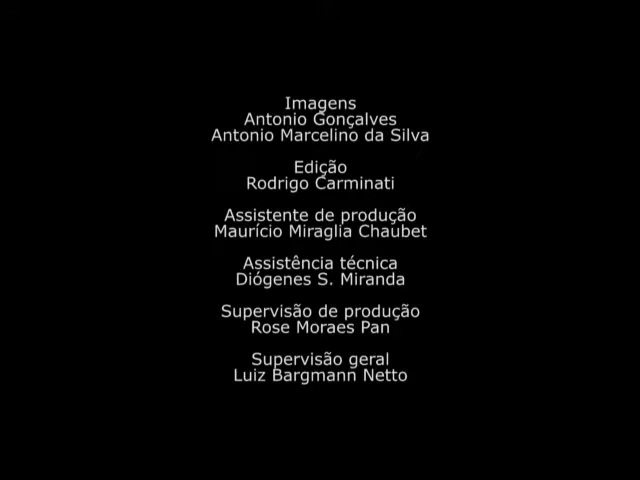 Imagens
Antonio Gonçalves
Antonio Marcelino da Silva
Edição
Rodrigo Carminati
Assistente de produção
Maurício Miraglia Chaubet
Assistência técnica
Diógenes S. Miranda
Supervisão de produção
Rose Moraes Pan
Supervisão geral
Luiz Bargmann Netto